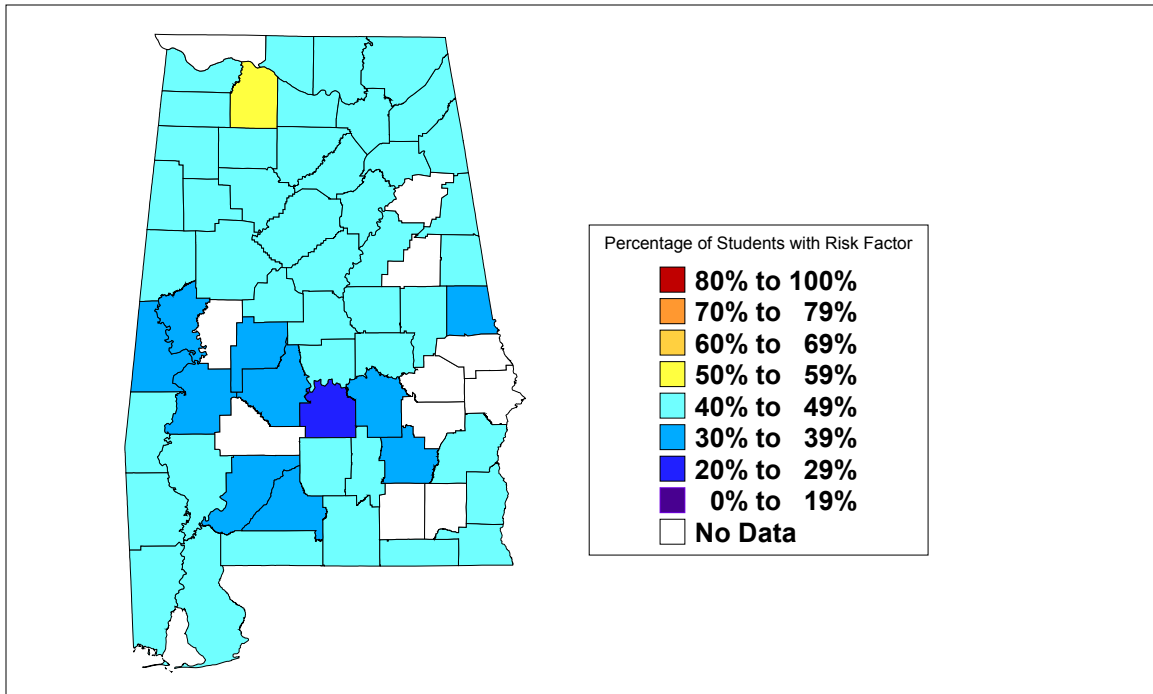 Percentage of Students with Risk Factor
80% to 100%
70% to 79%
60% to 69%
50% to 59%
40% to 49%
30% to 39%
20% to 29%
0% to 19%
No Data